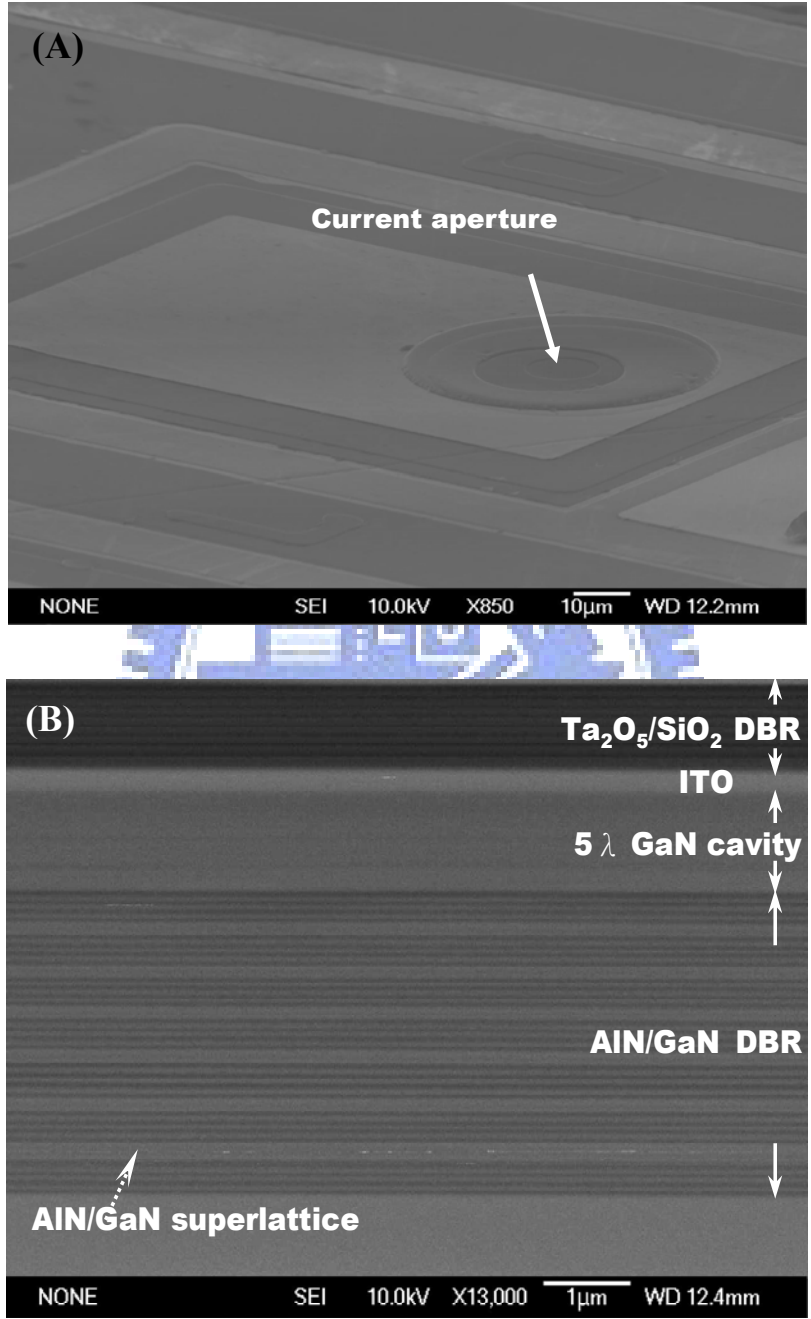 (A)
Current aperture
NONE SEI 10.0kV X850 10μm WD 12.2mm
(B)
Ta₂O₅/SiO₂ DBR
ITO
5 λ GaN cavity
AlN/GaN DBR
AlN/GaN superlattice
NONE SEI 10.0kV X13,000 1μm WD 12.4mm